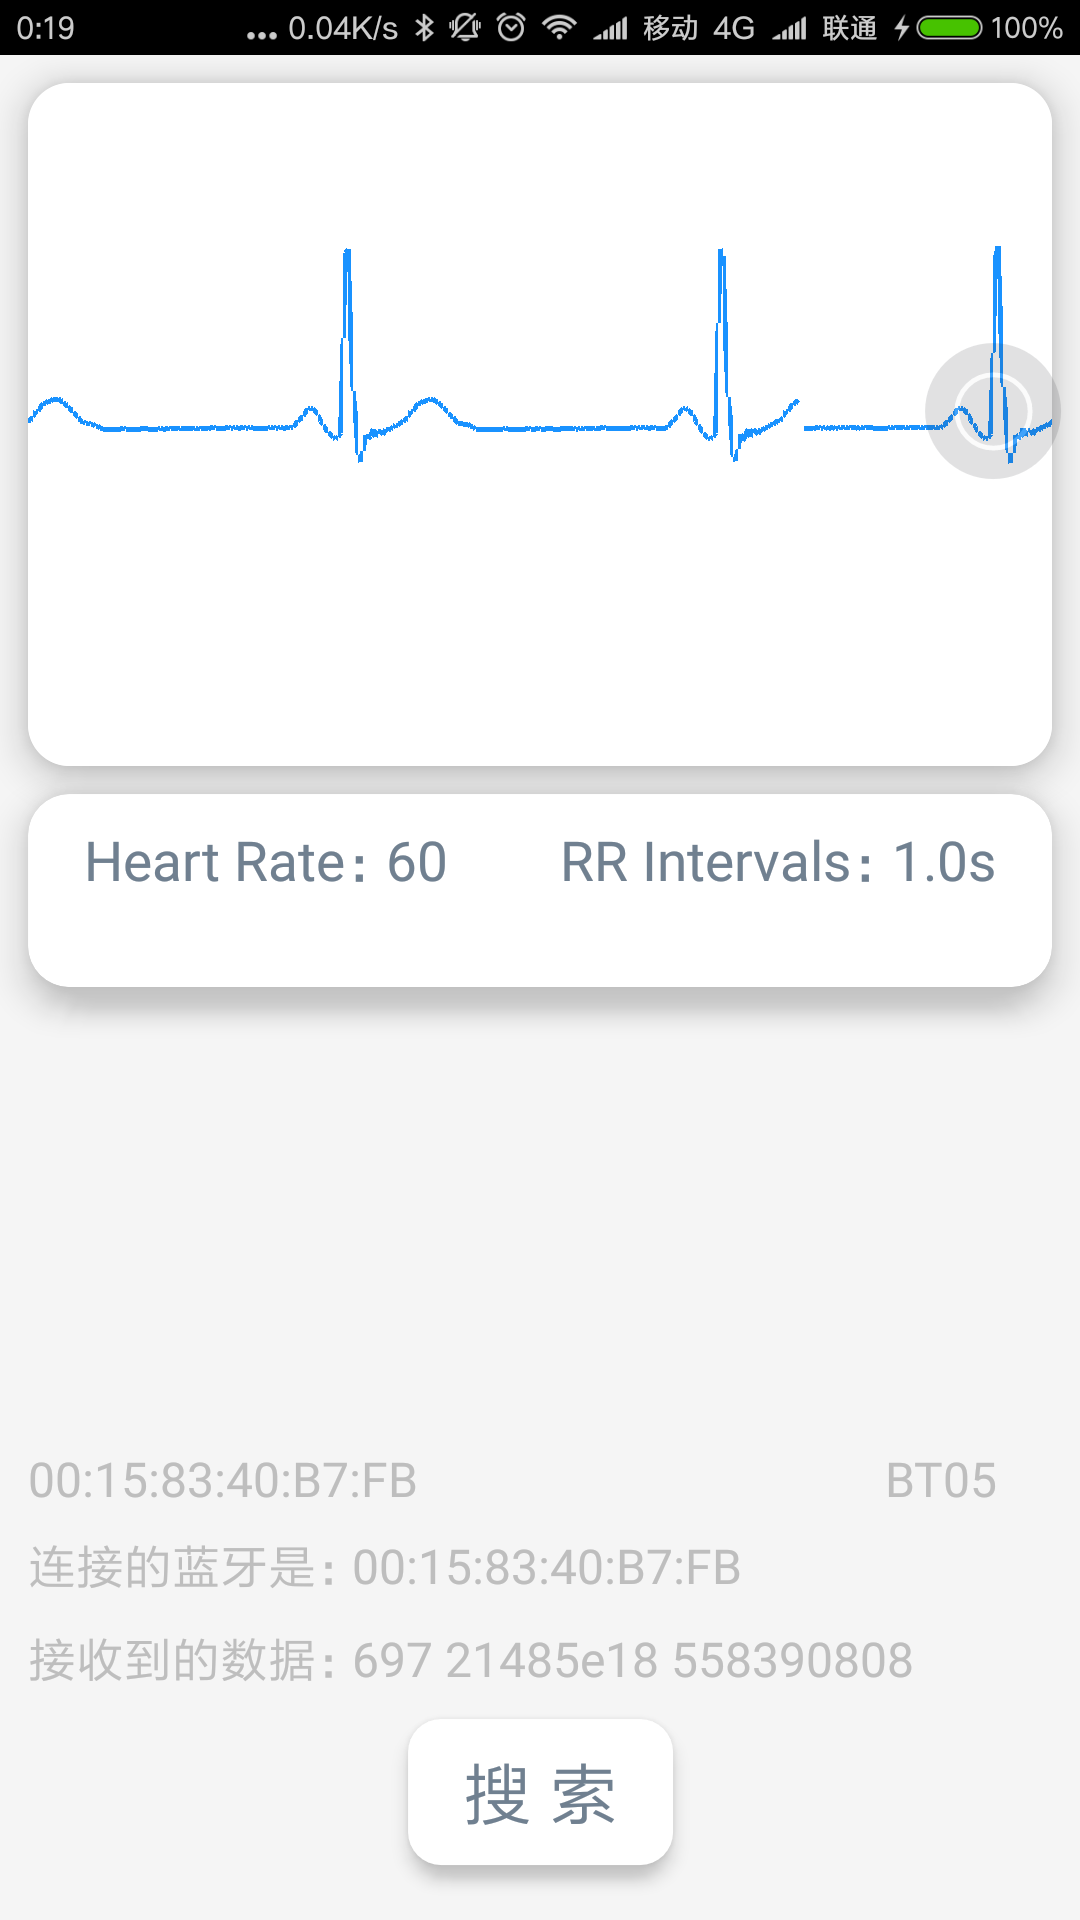 0:19 ... 0.04K/s 移动 4G 联通 100%
Heart Rate：60 RR Intervals：1.0s
00:15:83:40:B7:FB BT05
连接的蓝牙是：00:15:83:40:B7:FB
接收到的数据：697 21485e18 558390808
搜 索